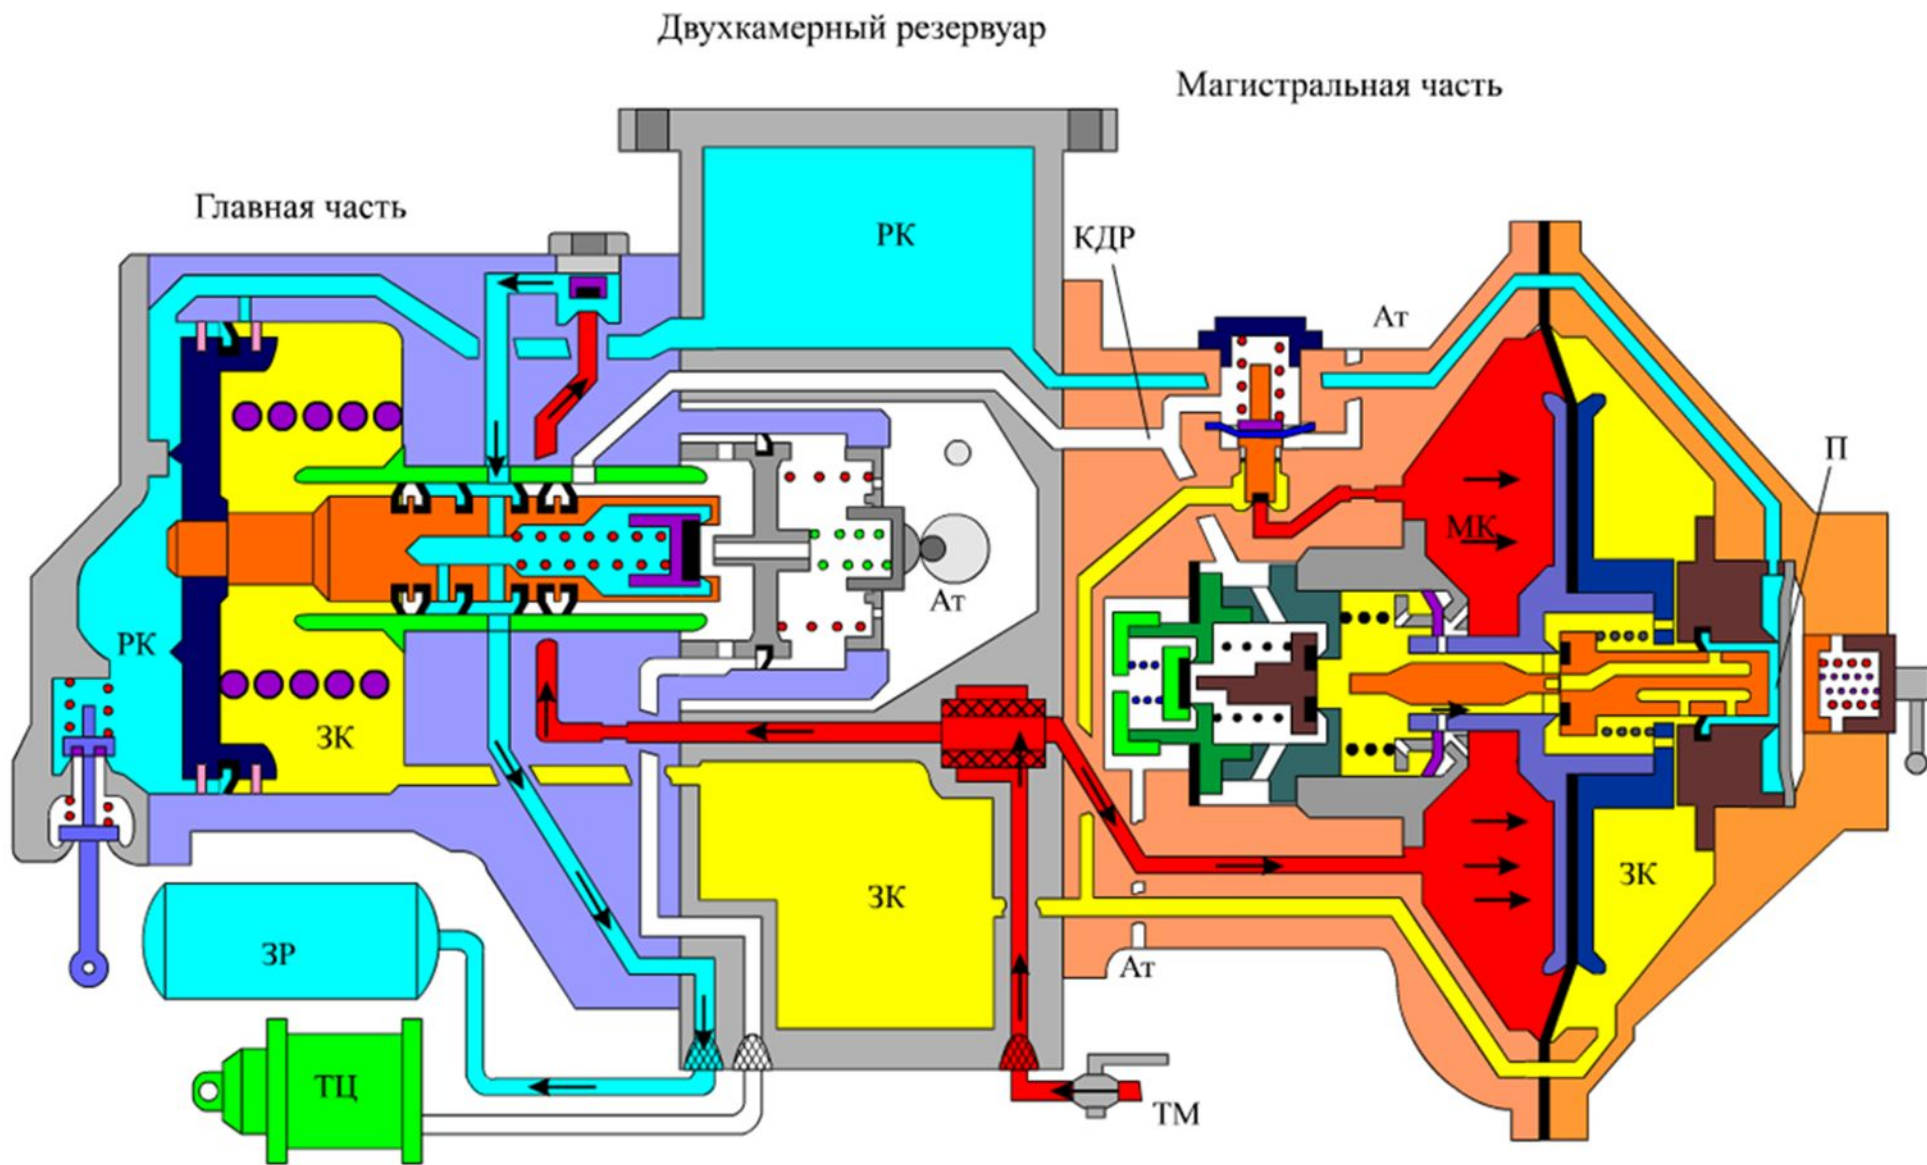 Двухкамерный резервуар
Магистральная часть
Главная часть
РК
КДР
Ат
П
МК
Ат
РК
ЗК
ЗК
ЗК
ЗР
Ат
ТЦ
ТМ